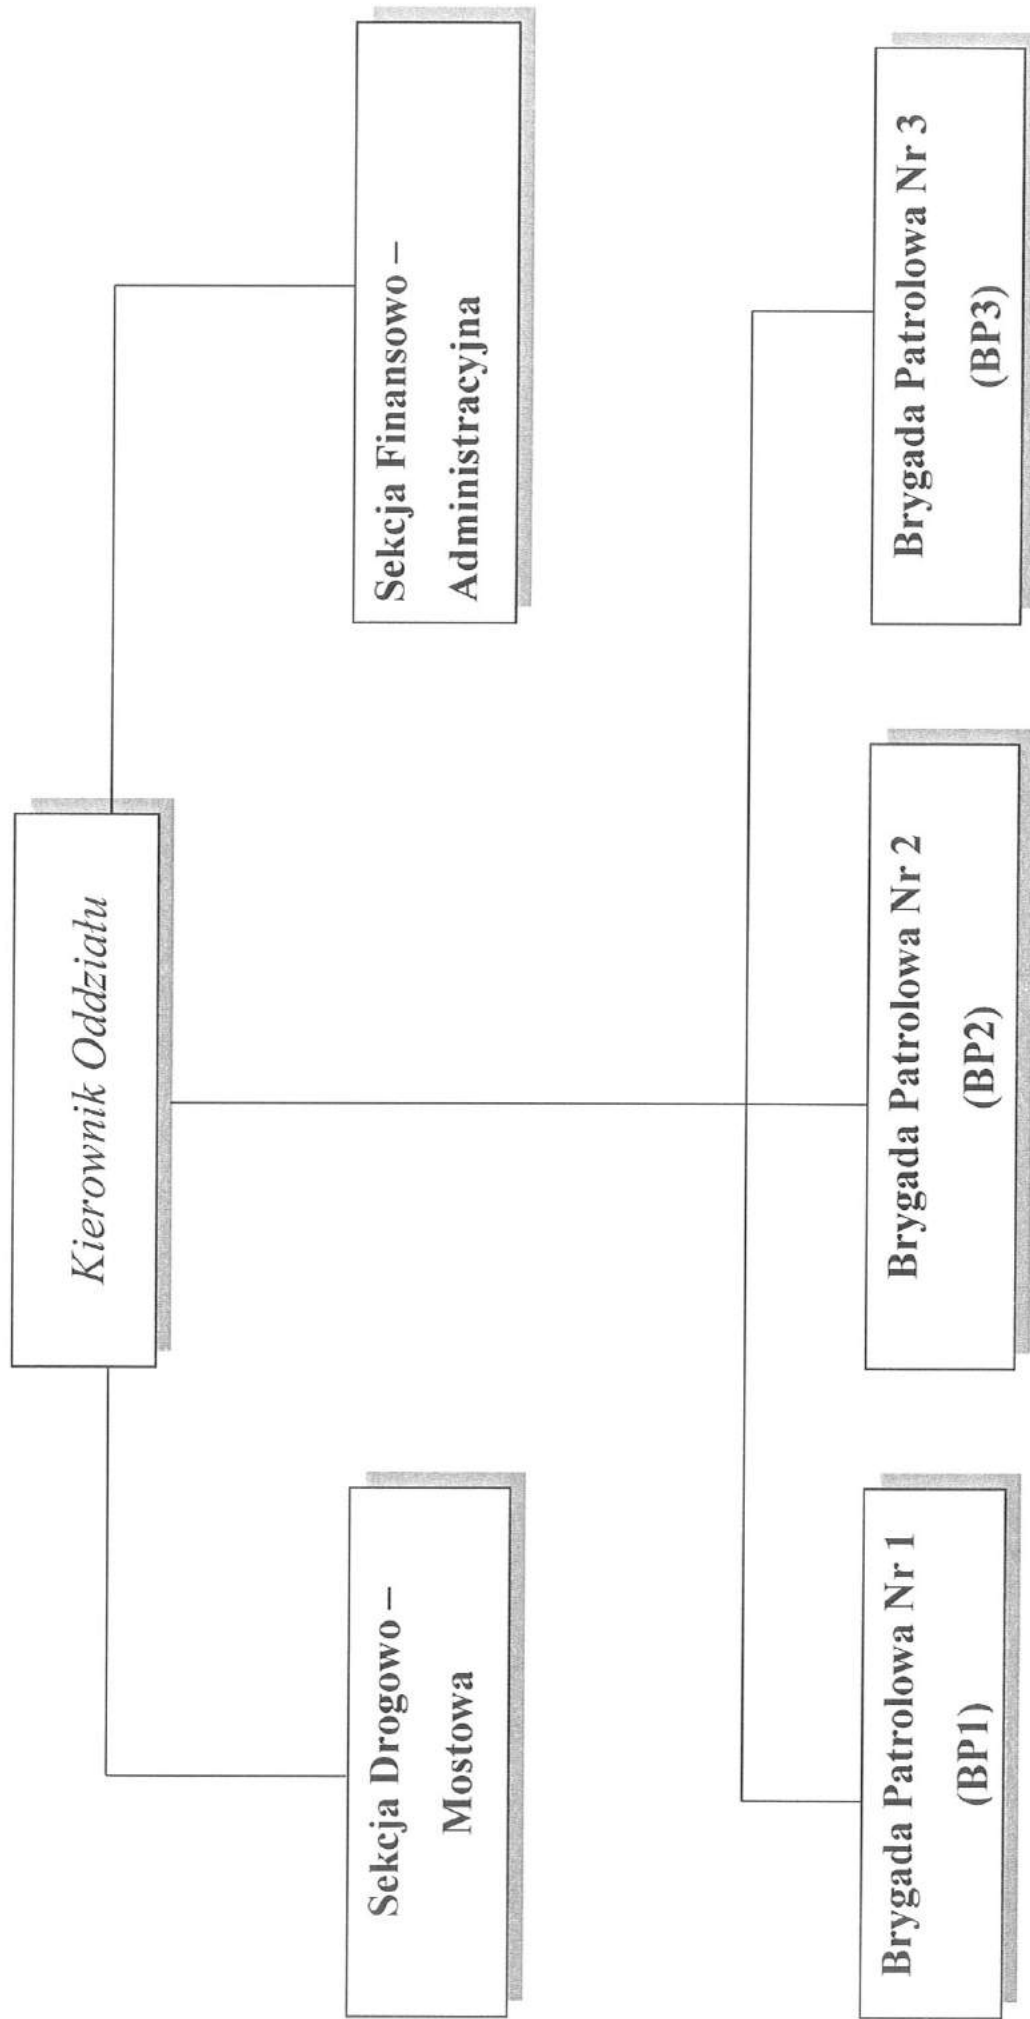 Kierownik Oddziału
Sekcja Drogowo –
Mostowa
Sekcja Finansowo –
Administracyjna
Brygada Patrolowa Nr 1
(BP1)
Brygada Patrolowa Nr 2
(BP2)
Brygada Patrolowa Nr 3
(BP3)